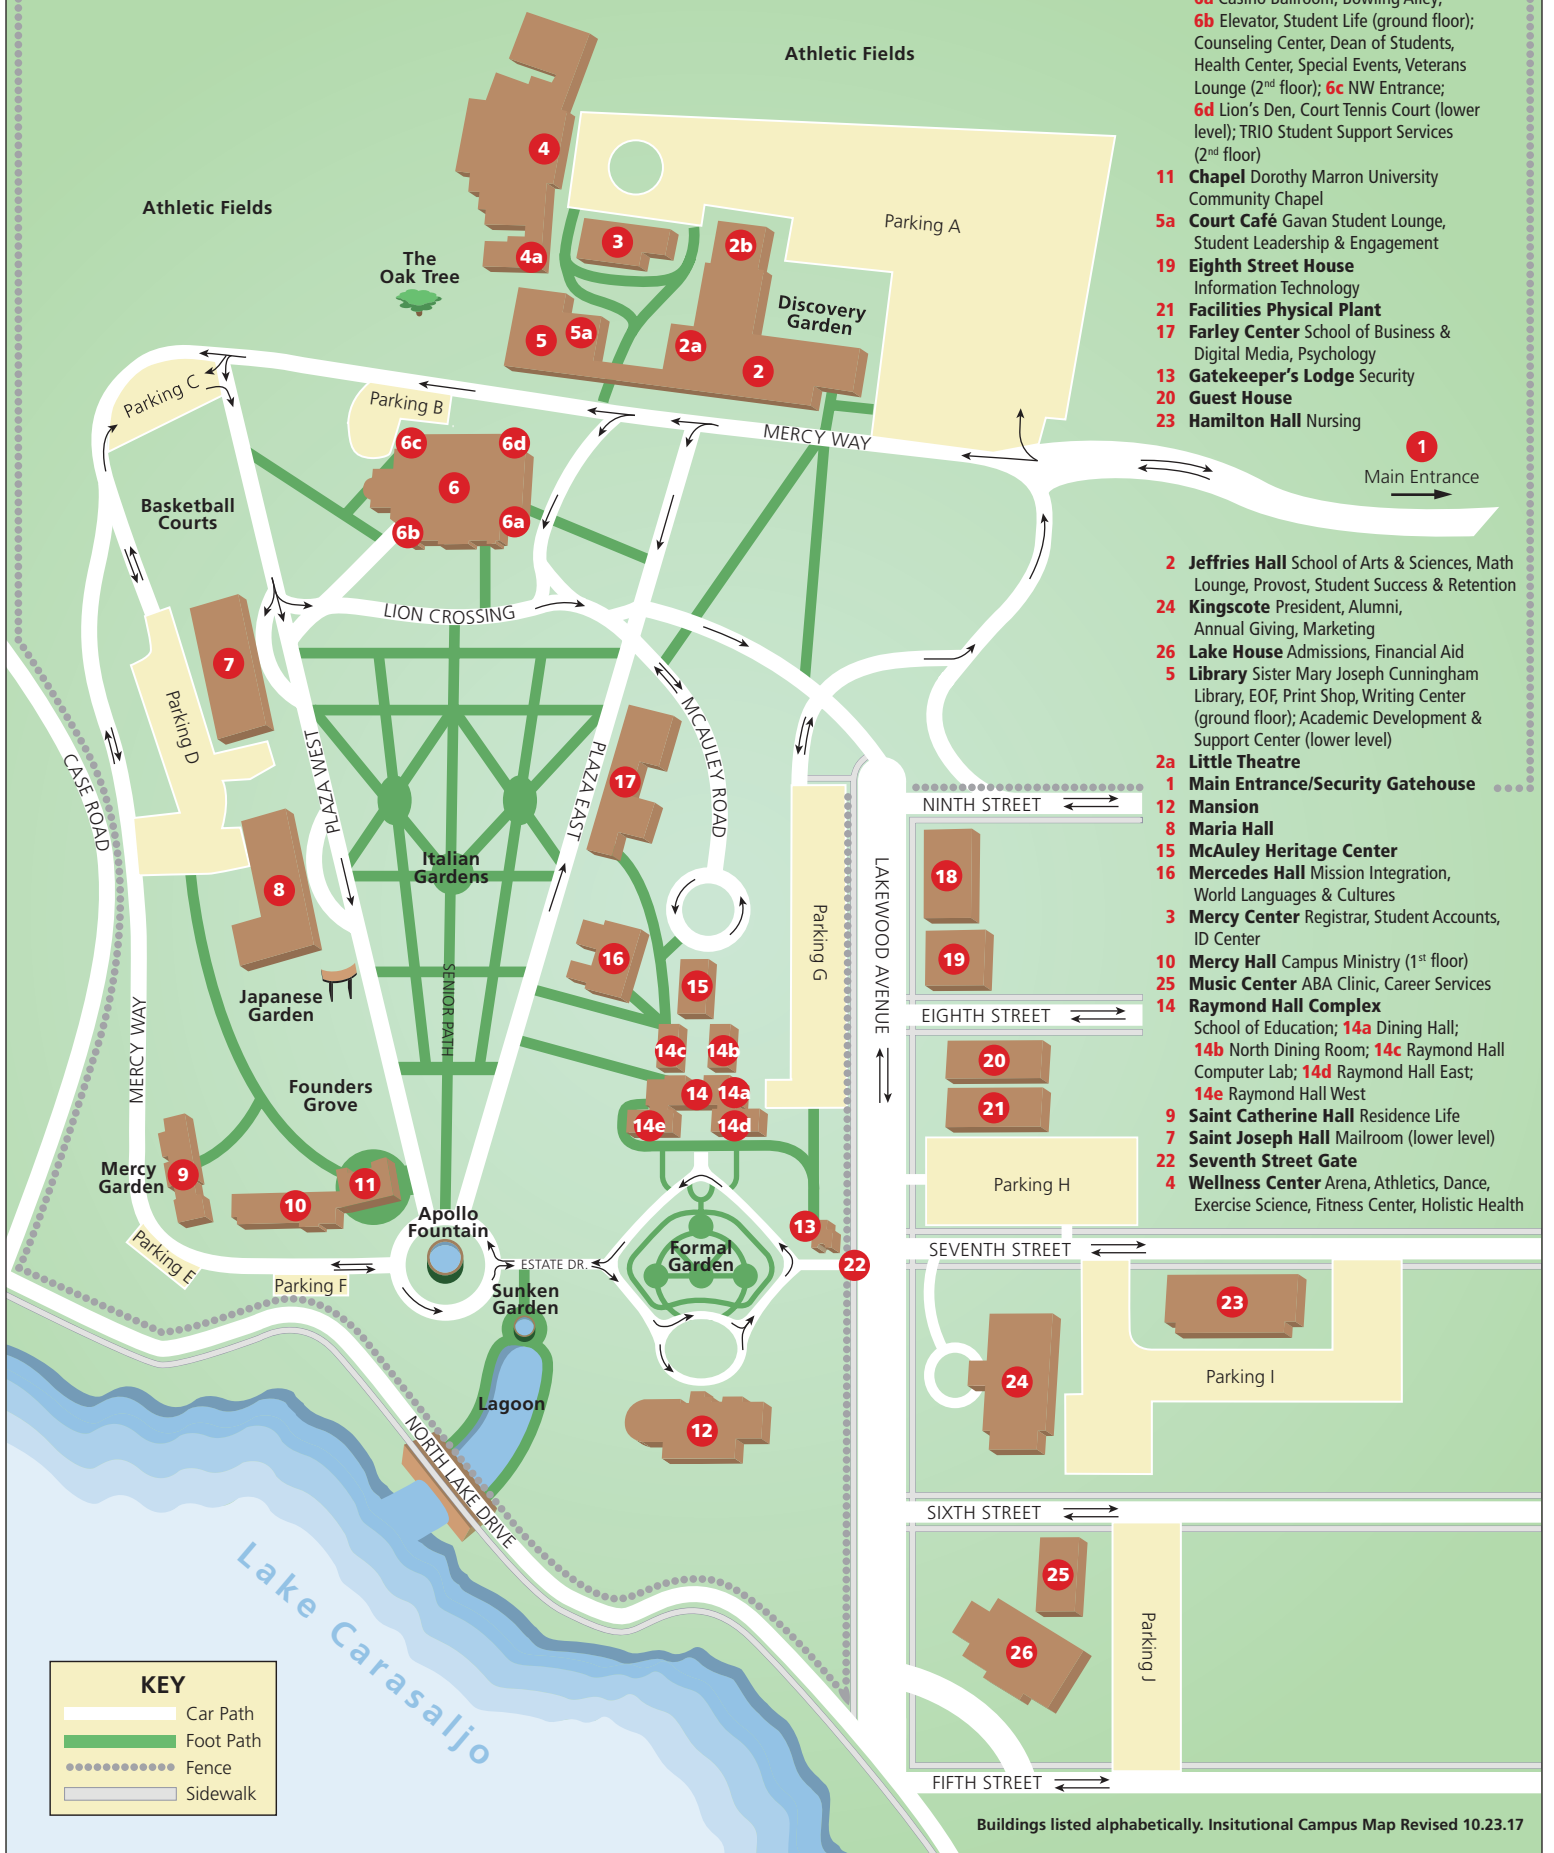 6a Casino Ballroom, Bowling Alley;
6b Elevator, Student Life (ground floor);
Counseling Center, Dean of Students,
Health Center, Special Events, Veterans
Lounge (2nd floor); 6c NW Entrance;
6d Lion's Den, Court Tennis Court (lower
level); TRIO Student Support Services
(2nd floor)
11 Chapel Dorothy Marron University
Community Chapel
5a Court Café Gavan Student Lounge,
Student Leadership & Engagement
19 Eighth Street House
Information Technology
21 Facilities Physical Plant
17 Farley Center School of Business &
Digital Media, Psychology
13 Gatekeeper's Lodge Security
20 Guest House
23 Hamilton Hall Nursing
1
Main Entrance
2 Jeffries Hall School of Arts & Sciences, Math
Lounge, Provost, Student Success & Retention
24 Kingscote President, Alumni,
Annual Giving, Marketing
26 Lake House Admissions, Financial Aid
5 Library Sister Mary Joseph Cunningham
Library, EOF, Print Shop, Writing Center
(ground floor); Academic Development &
Support Center (lower level)
2a Little Theatre
1 Main Entrance/Security Gatehouse
12 Mansion
8 Maria Hall
15 McAuley Heritage Center
16 Mercedes Hall Mission Integration,
World Languages & Cultures
3 Mercy Center Registrar, Student Accounts,
ID Center
10 Mercy Hall Campus Ministry (1st floor)
25 Music Center ABA Clinic, Career Services
14 Raymond Hall Complex
School of Education; 14a Dining Hall;
14b North Dining Room; 14c Raymond Hall
Computer Lab; 14d Raymond Hall East;
14e Raymond Hall West
9 Saint Catherine Hall Residence Life
7 Saint Joseph Hall Mailroom (lower level)
22 Seventh Street Gate
4 Wellness Center Arena, Athletics, Dance,
Exercise Science, Fitness Center, Holistic Health
Athletic Fields
Athletic Fields
4
4a
3
2b
Parking A
The
Oak Tree
5
5a
2a
2
Discovery
Garden
Parking C
Parking B
MERCY WAY
6c
6d
6
6b
6a
Basketball
Courts
LION CROSSING
7
Parking D
CASE ROAD
PLAZA WEST
PLAZA EAST
MCAULEY ROAD
17
Italian
Gardens
8
SENIOR PATH
Parking G
LAKEWOOD AVENUE
NINTH STREET
18
19
EIGHTH STREET
16
15
Japanese
Garden
MERCY WAY
14c
14b
14
14a
14e
14d
20
21
Founders
Grove
Mercy
Garden
9
10
11
Parking H
Apollo
Fountain
13
22
SEVENTH STREET
Parking E
Parking F
ESTATE DR.
Formal
Garden
Sunken
Garden
23
24
Parking I
Lagoon
12
NORTH LAKE DRIVE
SIXTH STREET
25
26
Parking J
Lake Carasaljo
FIFTH STREET
KEY
Car Path
Foot Path
Fence
Sidewalk
Buildings listed alphabetically. Insitutional Campus Map Revised 10.23.17